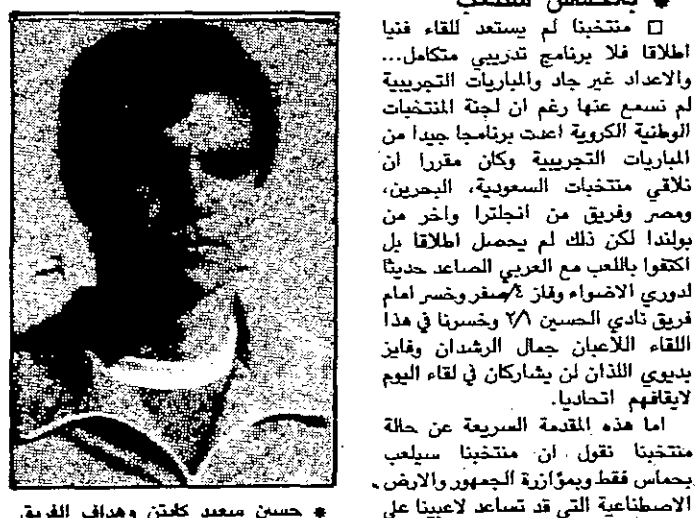 * بالحماس سنلعب
□ منتخبنا لم يستعد للقاء فنيا
اطلاقا فلا برنامج تدريبي متكامل...
والاعداد غير جاد والمباريات التجريبية
لم نسمع عنها رغم ان لجنة المنتخبات
الوطنية الكروية اعدت برنامجا جيدا من
المباريات التجريبية وكان مقررا ان
نلاقي منتخبات السعودية، البحرين،
ومصر وفريق من انجلترا واخر من
بولندا لكن ذلك لم يحصل اطلاقا بل
اكتفوا باللعب مع العربي الصاعد حديثا
لدوري الاضواء وفاز ٤/صفر وخسر امام
فريق نادي الحسين ٢/١ وخسرنا في هذا
اللقاء اللاعبان جمال الرشدان وفايز
بديوي اللذان لن يشاركان في لقاء اليوم
لايقافهم اتحاديا.
اما هذه المقدمة السريعة عن حالة
منتخبنا نقول ان منتخبنا سيلعب
بحماس فقط وبمؤازرة الجمهور والارض
الاصطناعية التي قد تساعد لاعبينا على
* حسين سعيد كابتن وهداف الفريق